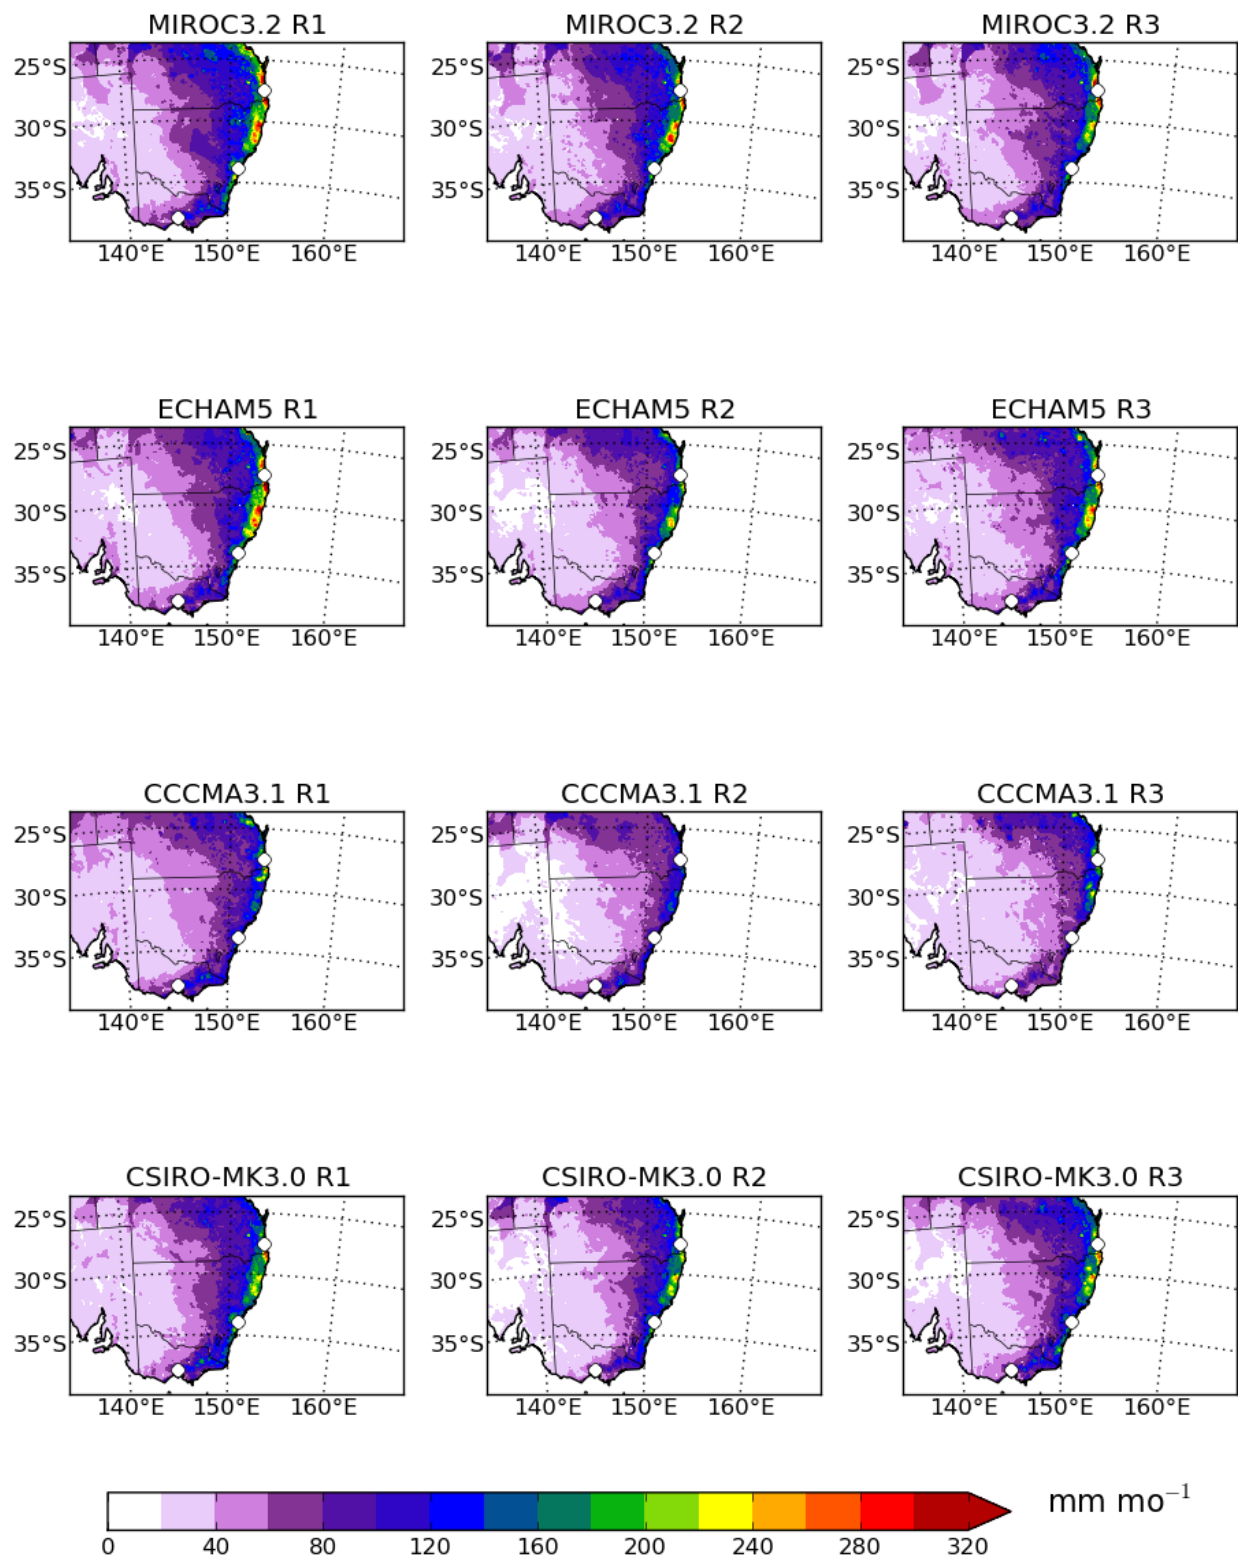 MIROC3.2 R1 MIROC3.2 R2 MIROC3.2 R3
25°S 25°S 25°S
30°S 30°S 30°S
35°S 35°S 35°S
140°E 150°E 160°E 140°E 150°E 160°E 140°E 150°E 160°E
ECHAM5 R1 ECHAM5 R2 ECHAM5 R3
25°S 25°S 25°S
30°S 30°S 30°S
35°S 35°S 35°S
140°E 150°E 160°E 140°E 150°E 160°E 140°E 150°E 160°E
CCCMA3.1 R1 CCCMA3.1 R2 CCCMA3.1 R3
25°S 25°S 25°S
30°S 30°S 30°S
35°S 35°S 35°S
140°E 150°E 160°E 140°E 150°E 160°E 140°E 150°E 160°E
CSIRO-MK3.0 R1 CSIRO-MK3.0 R2 CSIRO-MK3.0 R3
25°S 25°S 25°S
30°S 30°S 30°S
35°S 35°S 35°S
140°E 150°E 160°E 140°E 150°E 160°E 140°E 150°E 160°E
mm mo⁻¹
0 40 80 120 160 200 240 280 320